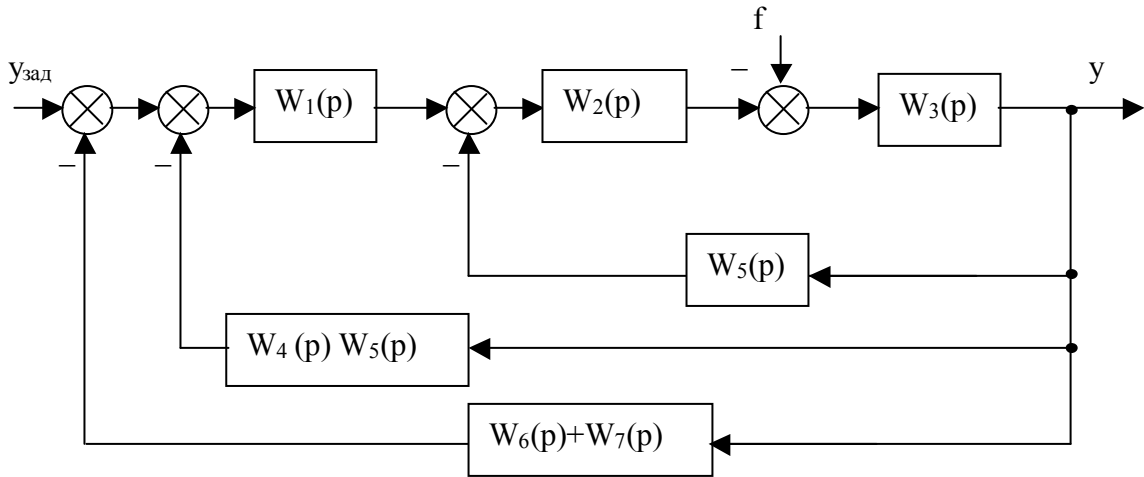 f
yзад
y
W1(p)
W2(p)
W3(p)
–
–
–
–
W5(p)
W4 (p) W5(p)
W6(p)+W7(p)